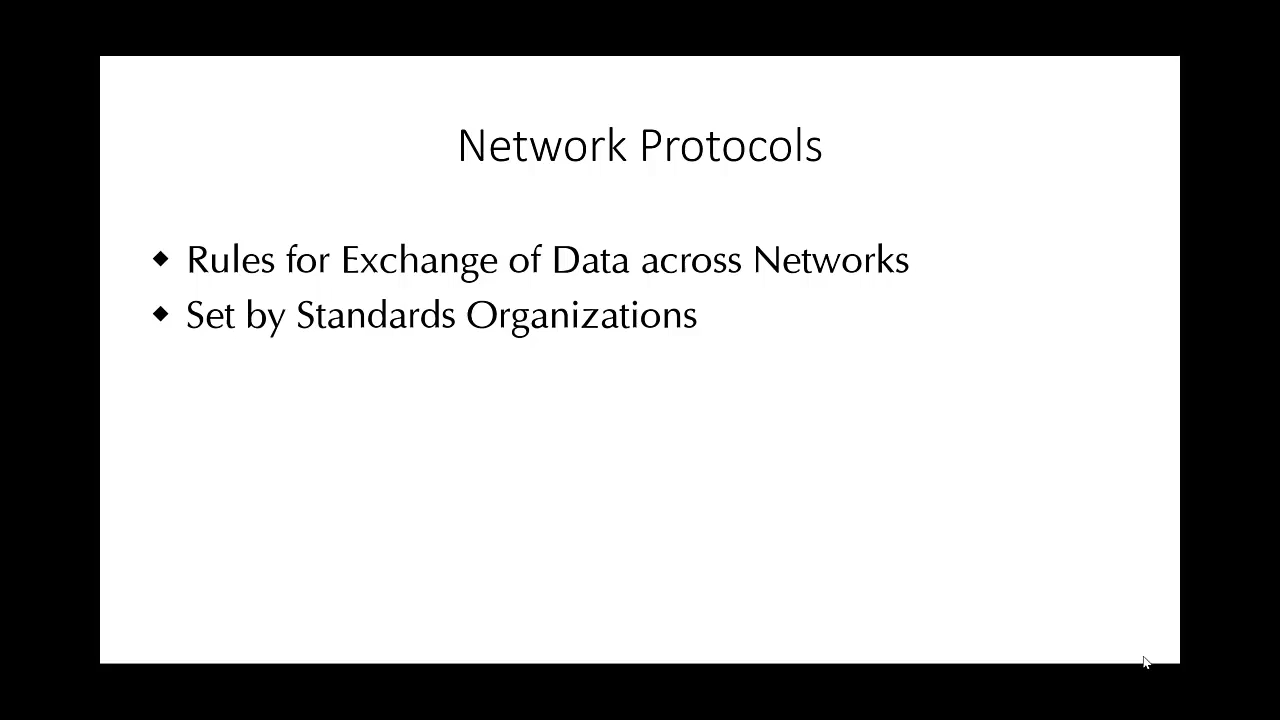 Network Protocols
◆ Rules for Exchange of Data across Networks
◆ Set by Standards Organizations